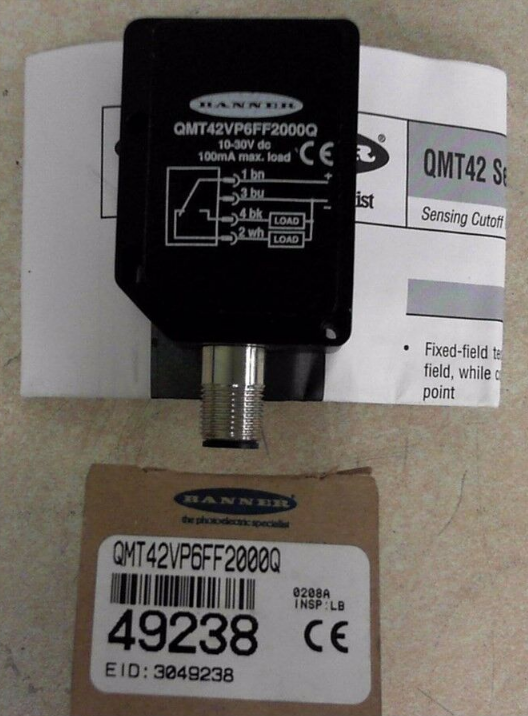 BANNER
QMT42VP6FF2000Q
10-30V dc
100mA max. load CE
1 bn +
3 bu -
4 bk LOAD
2 wh LOAD
®
ist
QMT42 Se
Sensing Cutoff
• Fixed-field te
field, while c
point
BANNER
the photoelectric specialist
QMT42VP6FF2000Q
0208A
INSP:LB
49238 CE
EID: 3049238